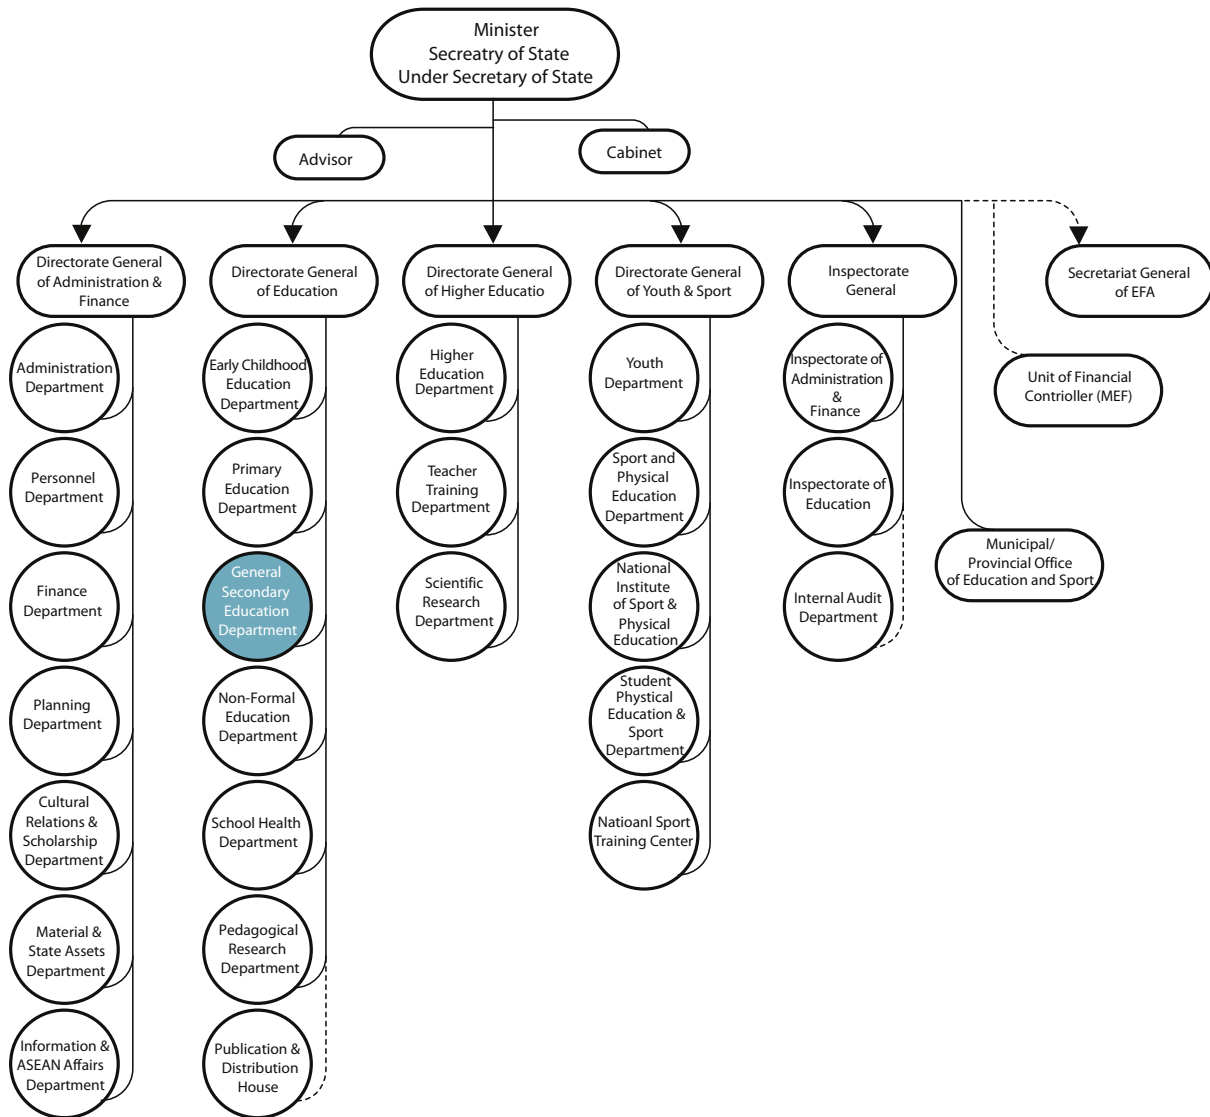 Minister
Secreatry of State
Under Secretary of State
Advisor
Cabinet
Directorate General
of Administration &
Finance
Directorate General
of Education
Directorate General
of Higher Educatio
Directorate General
of Youth & Sport
Inspectorate
General
Secretariat General
of EFA
Administration
Department
Personnel
Department
Finance
Department
Planning
Department
Cultural
Relations &
Scholarship
Department
Material &
State Assets
Department
Information &
ASEAN Affairs
Department
Early Childhood
Education
Department
Primary
Education
Department
General
Secondary
Education
Department
Non-Formal
Education
Department
School Health
Department
Pedagogical
Research
Department
Publication &
Distribution
House
Higher
Education
Department
Teacher
Training
Department
Scientific
Research
Department
Youth
Department
Sport and
Physical
Education
Department
National
Institute
of Sport &
Physical
Education
Student
Phystical
Education &
Sport
Department
Natioanl Sport
Training Center
Inspectorate of
Administration
&
Finance
Inspectorate of
Education
Internal Audit
Department
Unit of Financial
Contrioller (MEF)
Municipal/
Provincial Office
of Education and Sport